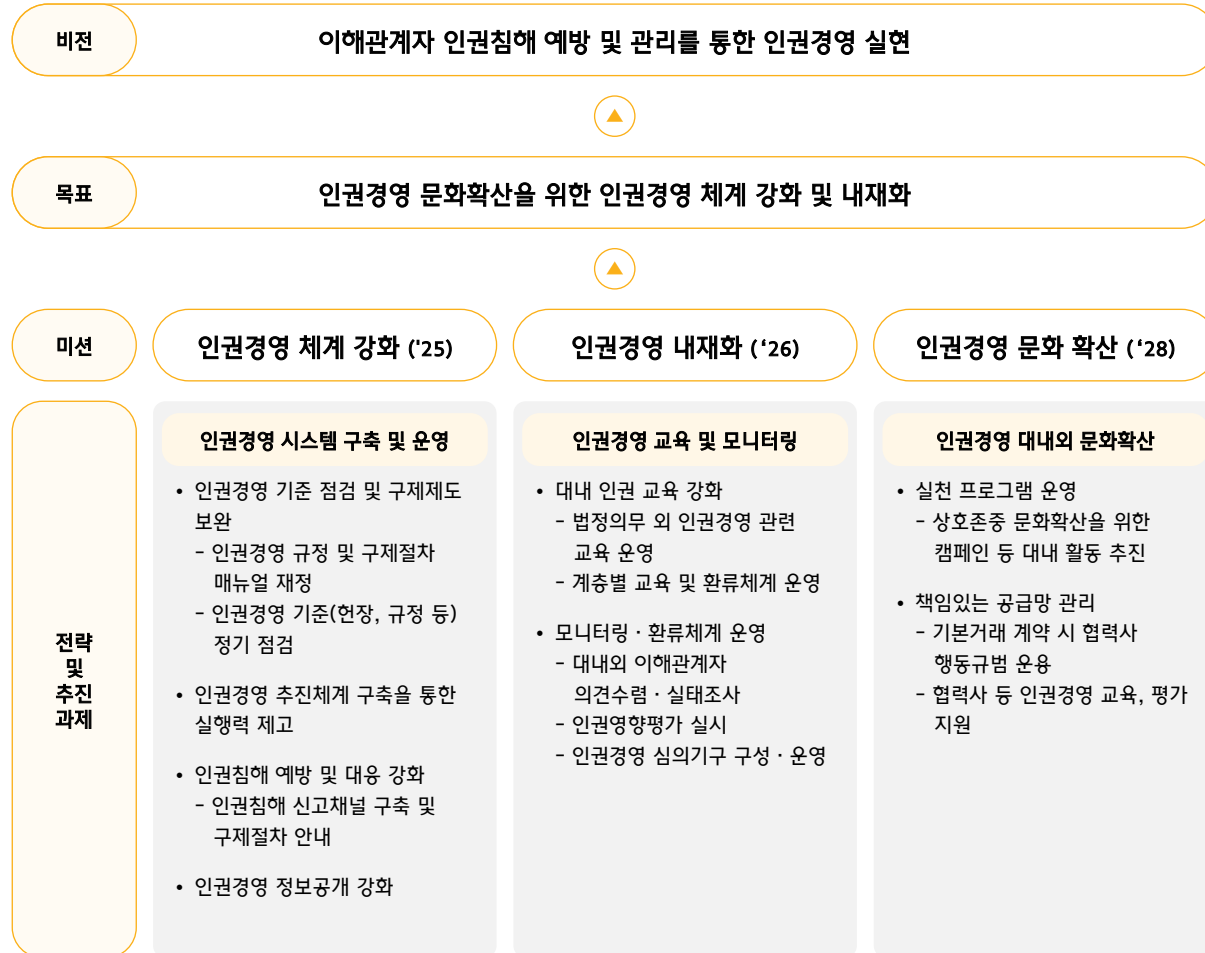 비전
이해관계자 인권침해 예방 및 관리를 통한 인권경영 실현
목표
인권경영 문화확산을 위한 인권경영 체계 강화 및 내재화
미션
인권경영 체계 강화 ('25)
인권경영 내재화 (‘26)
인권경영 문화 확산 (‘28)
전략
및
추진
과제
인권경영 시스템 구축 및 운영
• 인권경영 기준 점검 및 구제제도
보완
- 인권경영 규정 및 구제절차
매뉴얼 재정
- 인권경영 기준(헌장, 규정 등)
정기 점검
• 인권경영 추진체계 구축을 통한
실행력 제고
• 인권침해 예방 및 대응 강화
- 인권침해 신고채널 구축 및
구제절차 안내
• 인권경영 정보공개 강화
인권경영 교육 및 모니터링
• 대내 인권 교육 강화
- 법정의무 외 인권경영 관련
교육 운영
- 계층별 교육 및 환류체계 운영
• 모니터링 · 환류체계 운영
- 대내외 이해관계자
의견수렴 · 실태조사
- 인권영향평가 실시
- 인권경영 심의기구 구성 · 운영
인권경영 대내외 문화확산
• 실천 프로그램 운영
- 상호존중 문화확산을 위한
캠페인 등 대내 활동 추진
• 책임있는 공급망 관리
- 기본거래 계약 시 협력사
행동규범 운용
- 협력사 등 인권경영 교육, 평가
지원